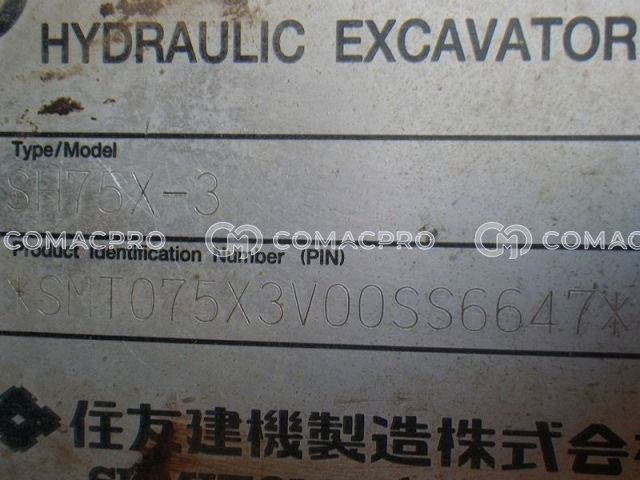 HYDRAULIC EXCAVATOR
Type/Model
SH75X-3
COMACPRO COMACPRO COMACPRO
Product Identification Number (PIN)
*SMT075X3V00SS6647*
住友建機製造株式会